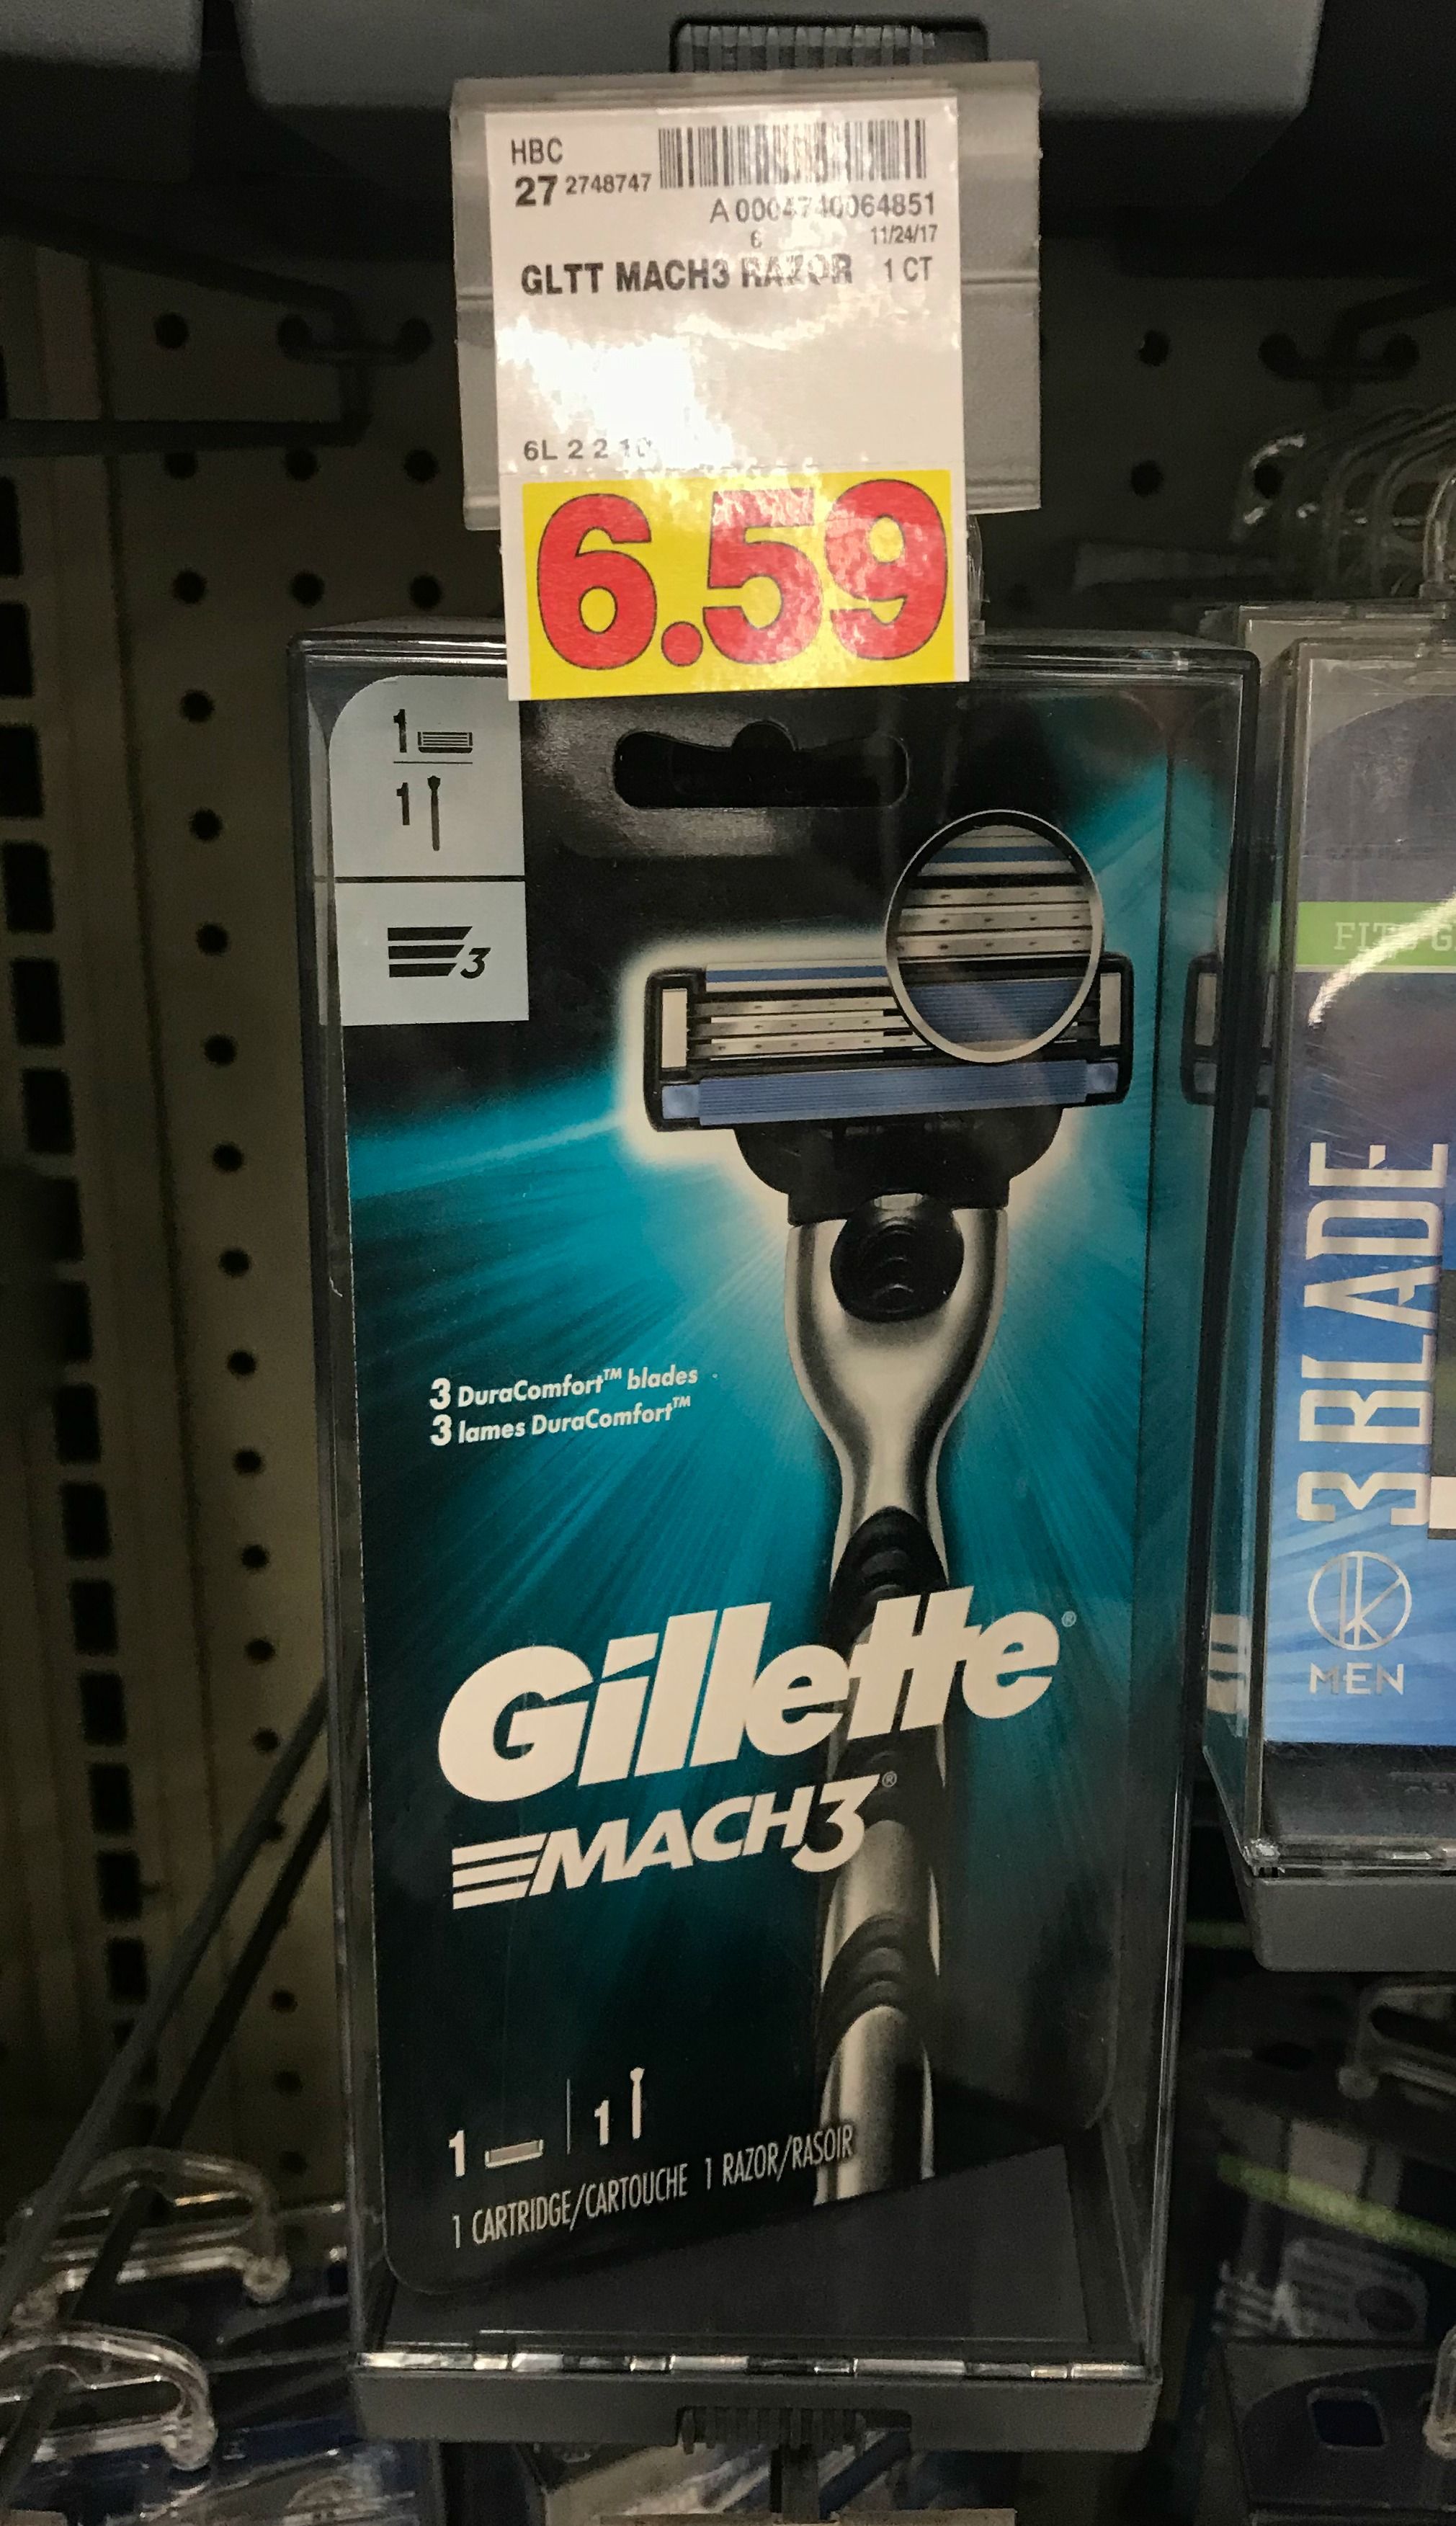 HBC
27 2748747
A 0004740064851
6 11/24/17
GLTT MACH3 RAZOR 1 CT
6L 2 2 10
6.59
1
1
3
3 DuraComfort™ blades
3 lames DuraComfort™
Gillette®
MACH3®
1 1
1 CARTRIDGE/CARTOUCHE 1 RAZOR/RASOIR
FITS G
3 BLADE
MEN